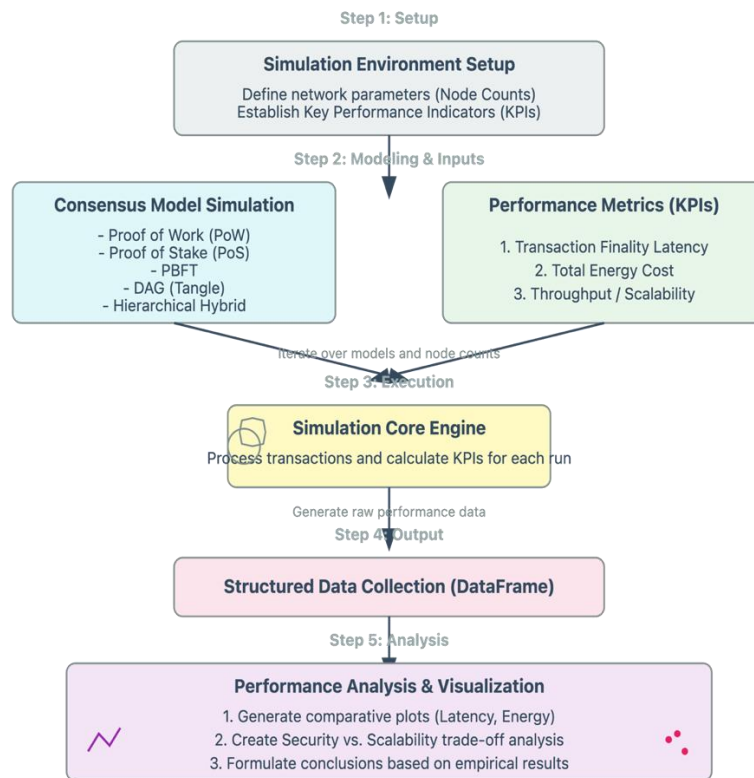 Step 1: Setup
Simulation Environment Setup
Define network parameters (Node Counts)
Establish Key Performance Indicators (KPIs)
Step 2: Modeling & Inputs
Consensus Model Simulation
- Proof of Work (PoW)
- Proof of Stake (PoS)
- PBFT
- DAG (Tangle)
- Hierarchical Hybrid
Performance Metrics (KPIs)
1. Transaction Finality Latency
2. Total Energy Cost
3. Throughput / Scalability
Iterate over models and node counts
Step 3: Execution
Simulation Core Engine
Process transactions and calculate KPIs for each run
Generate raw performance data
Step 4: Output
Structured Data Collection (DataFrame)
Step 5: Analysis
Performance Analysis & Visualization
1. Generate comparative plots (Latency, Energy)
2. Create Security vs. Scalability trade-off analysis
3. Formulate conclusions based on empirical results